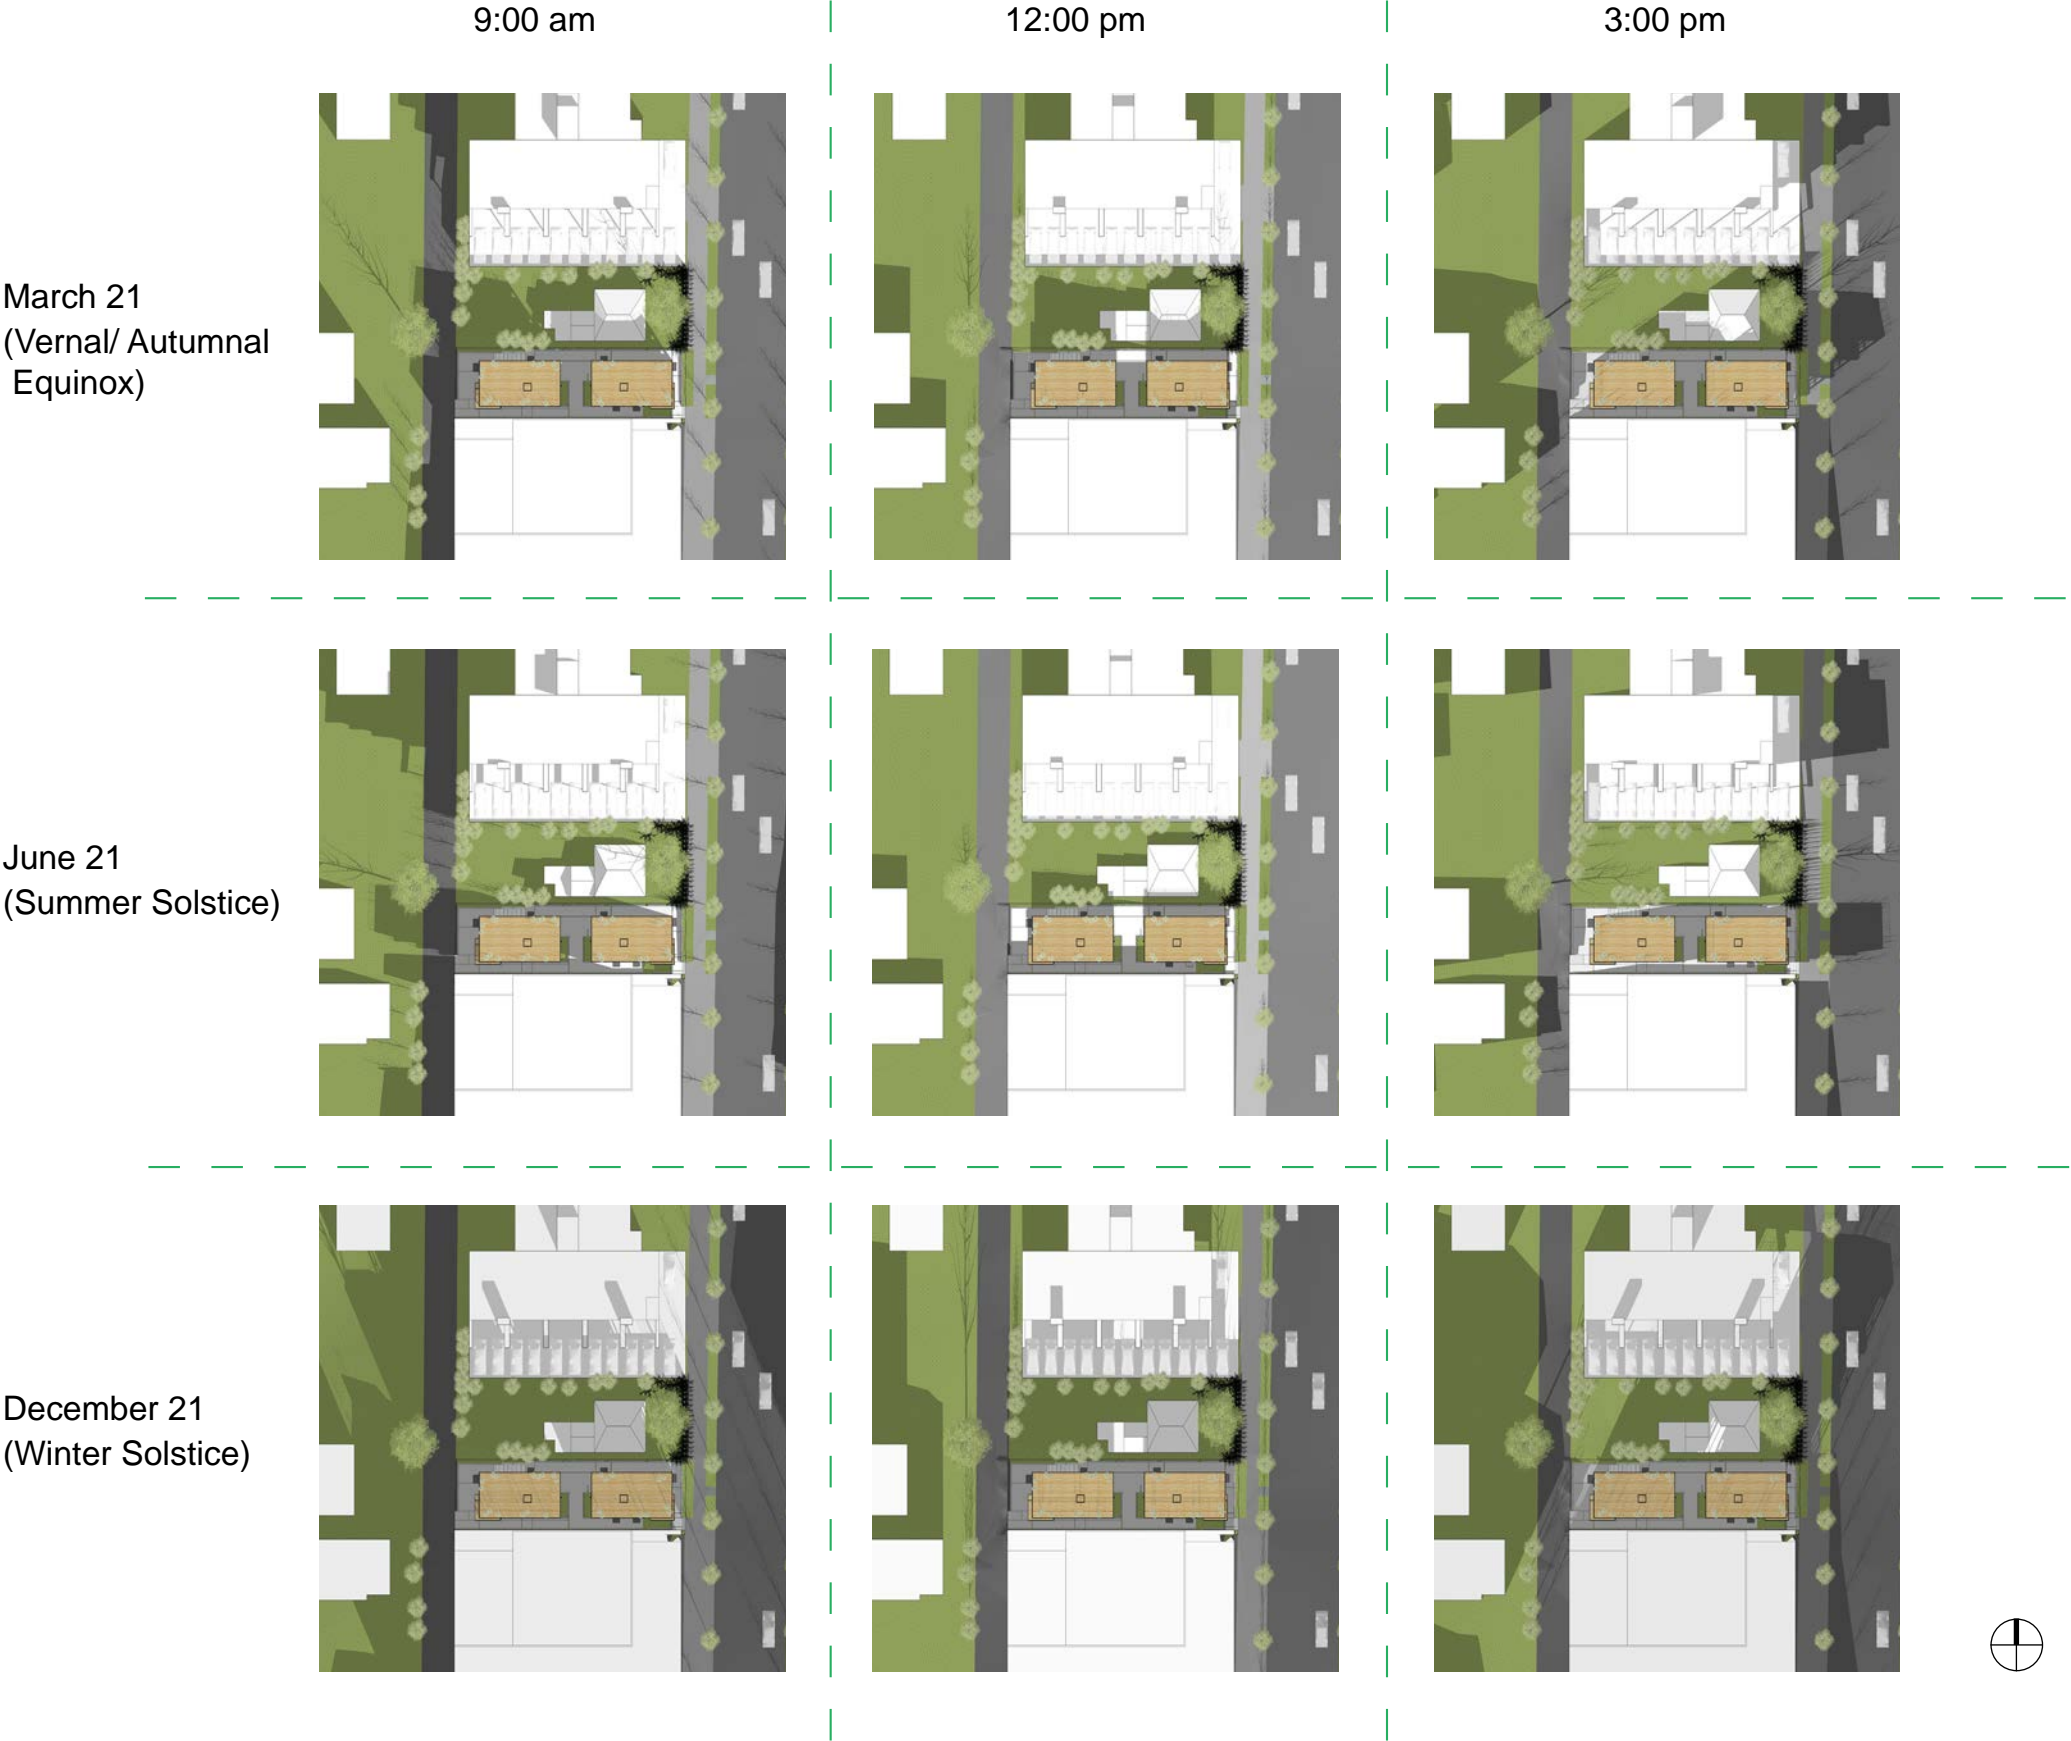 9:00 am
12:00 pm
3:00 pm
March 21
(Vernal/ Autumnal
Equinox)
June 21
(Summer Solstice)
December 21
(Winter Solstice)